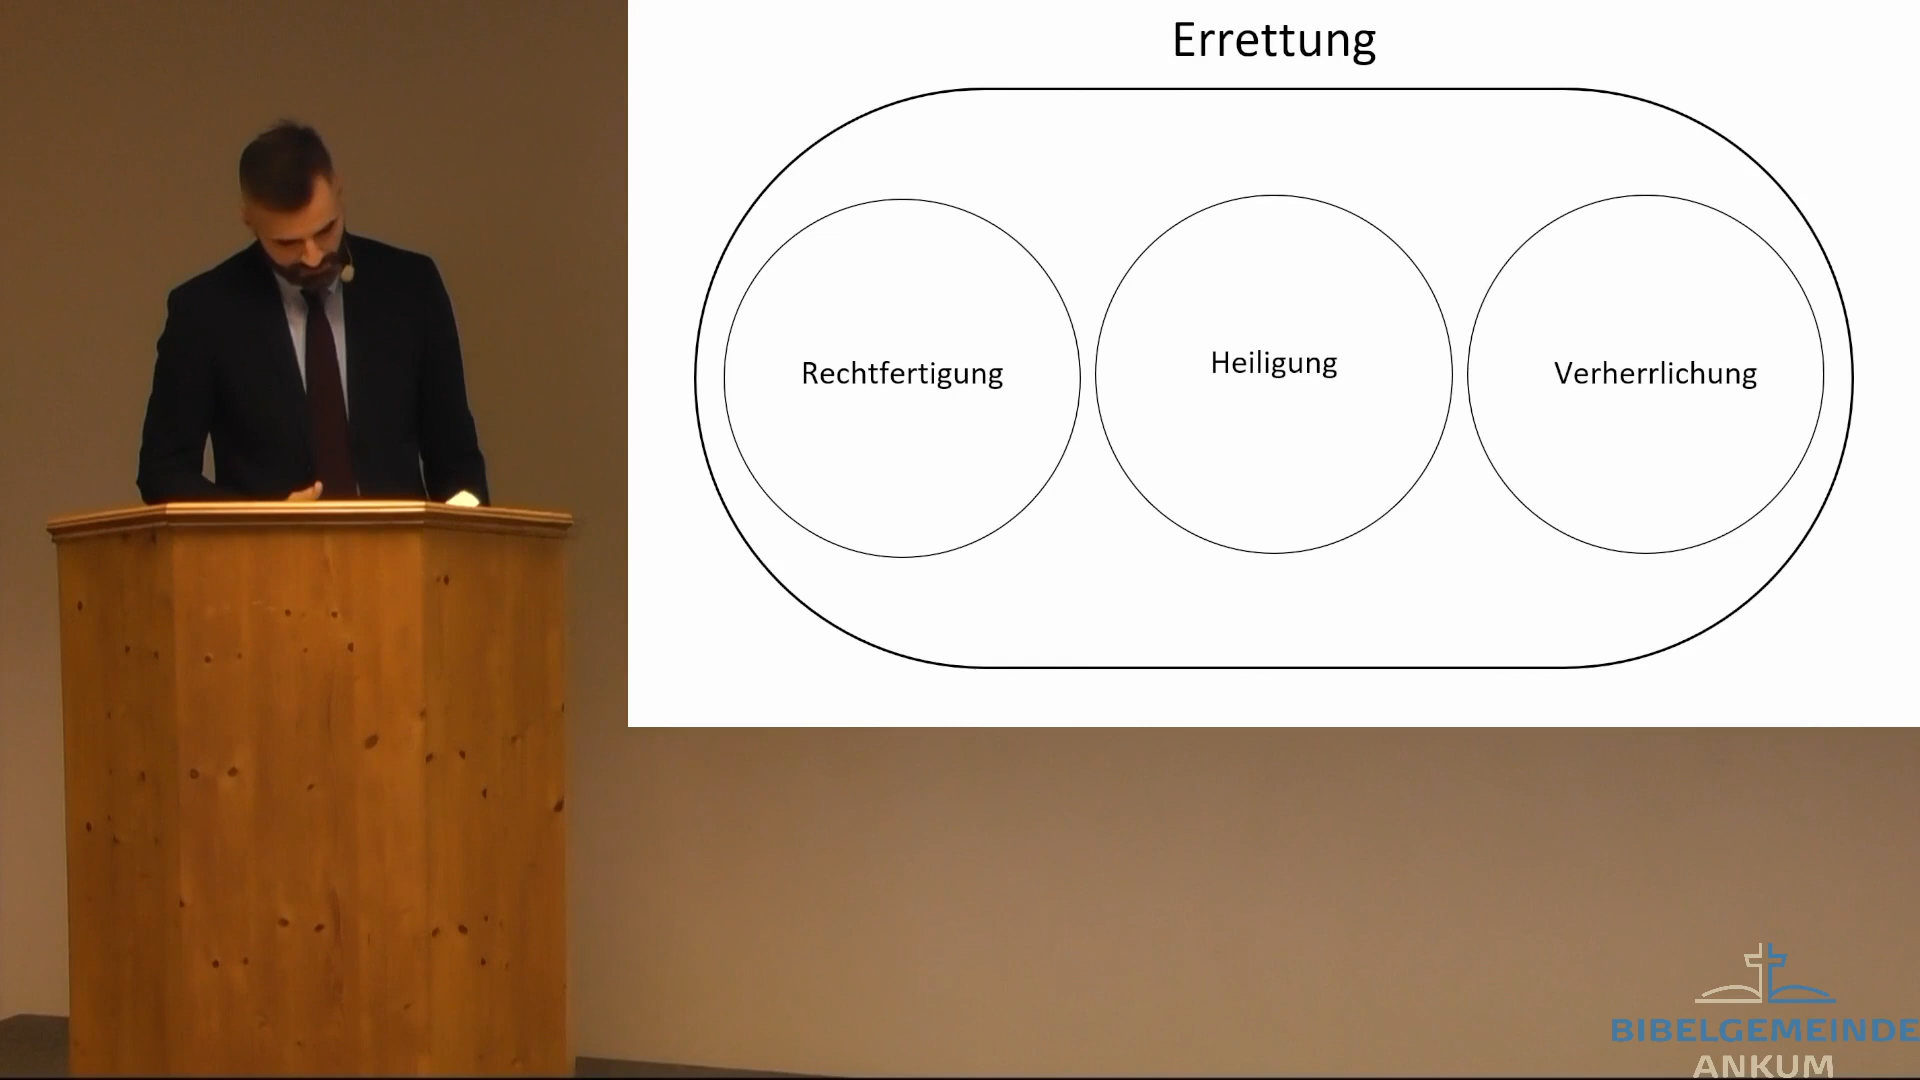 Errettung
Rechtfertigung
Heiligung
Verherrlichung
BIBELGEMEINDE
ANKUM